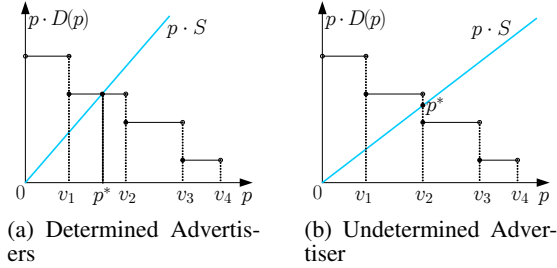 p · D(p)
p · S
0
v₁ p* v₂ v₃ v₄ p
(a) Determined Advertis-
ers
p · D(p)
p · S
p*
0
v₁ v₂ v₃ v₄ p
(b) Undetermined Adver-
tiser